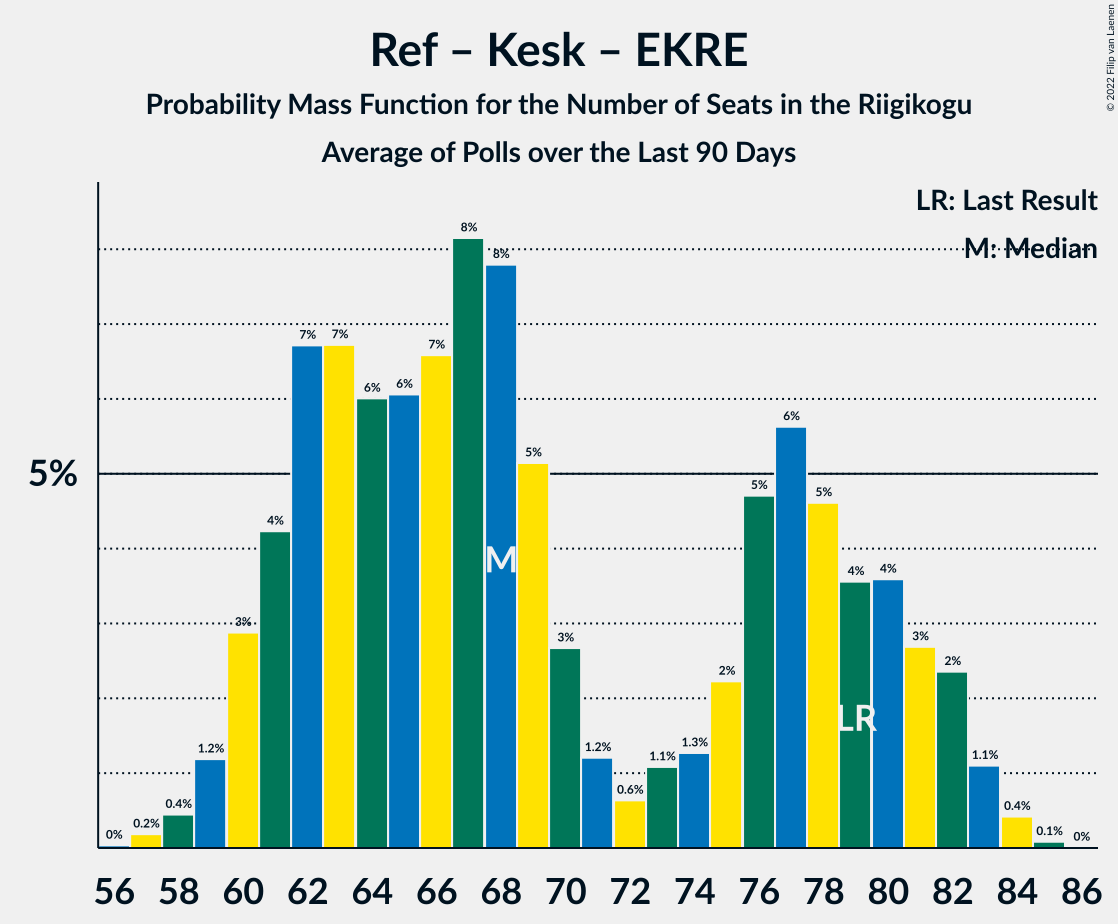 Ref – Kesk – EKRE
Probability Mass Function for the Number of Seats in the Riigikogu
Average of Polls over the Last 90 Days
© 2022 Filip van Laenen
LR: Last Result
M: Median
5%
0% 0.2% 0.4% 1.2% 3% 4% 7% 7% 6% 6% 7% 8% 8% 5% 3% 1.2% 0.6% 1.1% 1.3% 2% 5% 6% 5% 4% 4% 3% 2% 1.1% 0.4% 0.1% 0%
M
LR
56 58 60 62 64 66 68 70 72 74 76 78 80 82 84 86